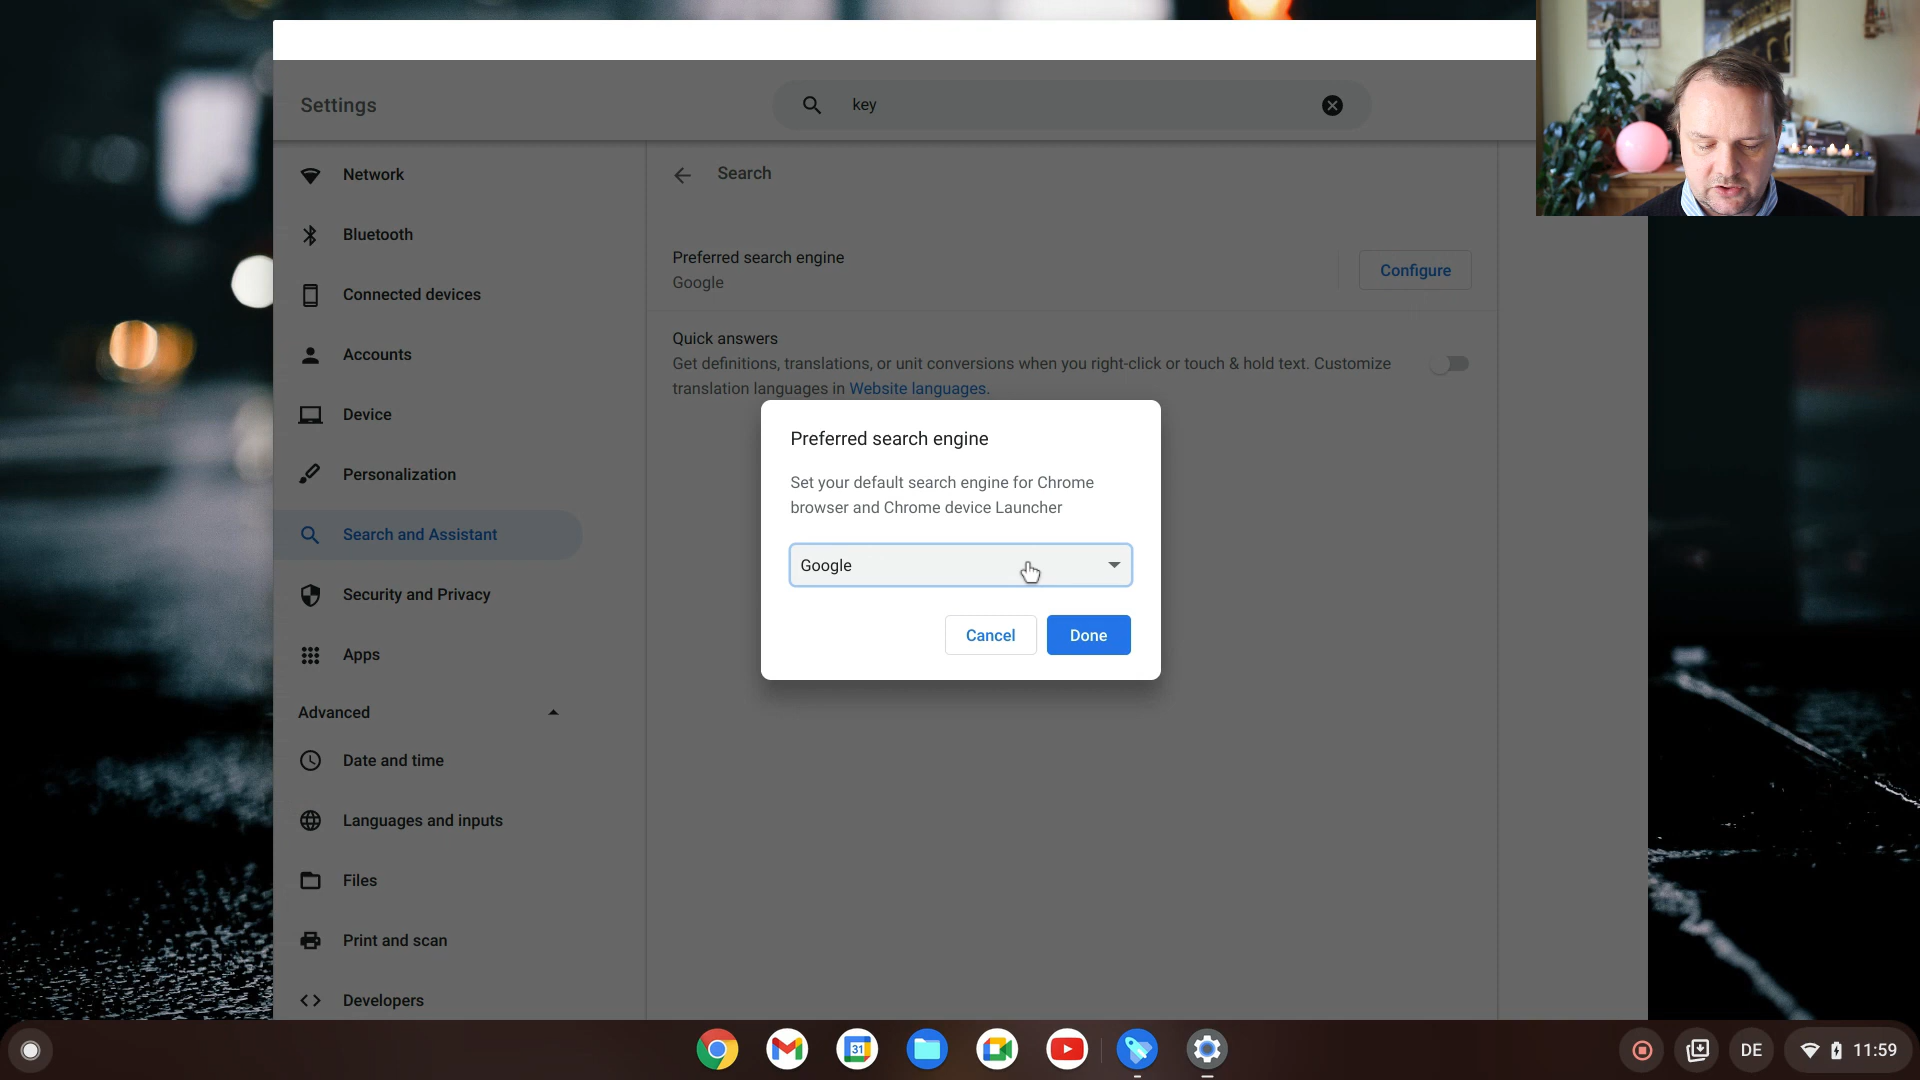 Settings
key
Network
Bluetooth
Connected devices
Accounts
Device
Personalization
Search and Assistant
Security and Privacy
Apps
Advanced
Date and time
Languages and inputs
Files
Print and scan
Developers
Search
Preferred search engine
Google
Configure
Quick answers
Get definitions, translations, or unit conversions when you right-click or touch & hold text. Customize
translation languages in Website languages.
Preferred search engine
Set your default search engine for Chrome
browser and Chrome device Launcher
Google
Cancel
Done
31
DE
11:59